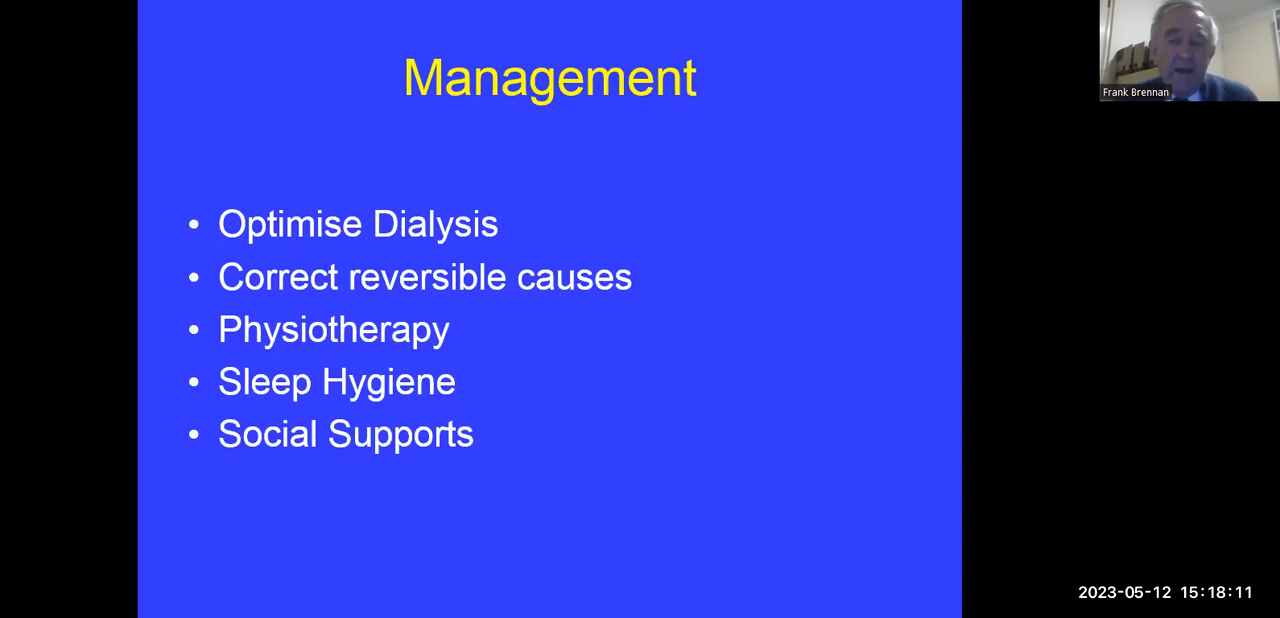 Management
• Optimise Dialysis
• Correct reversible causes
• Physiotherapy
• Sleep Hygiene
• Social Supports
Frank Brennan
2023-05-12 15:18:11